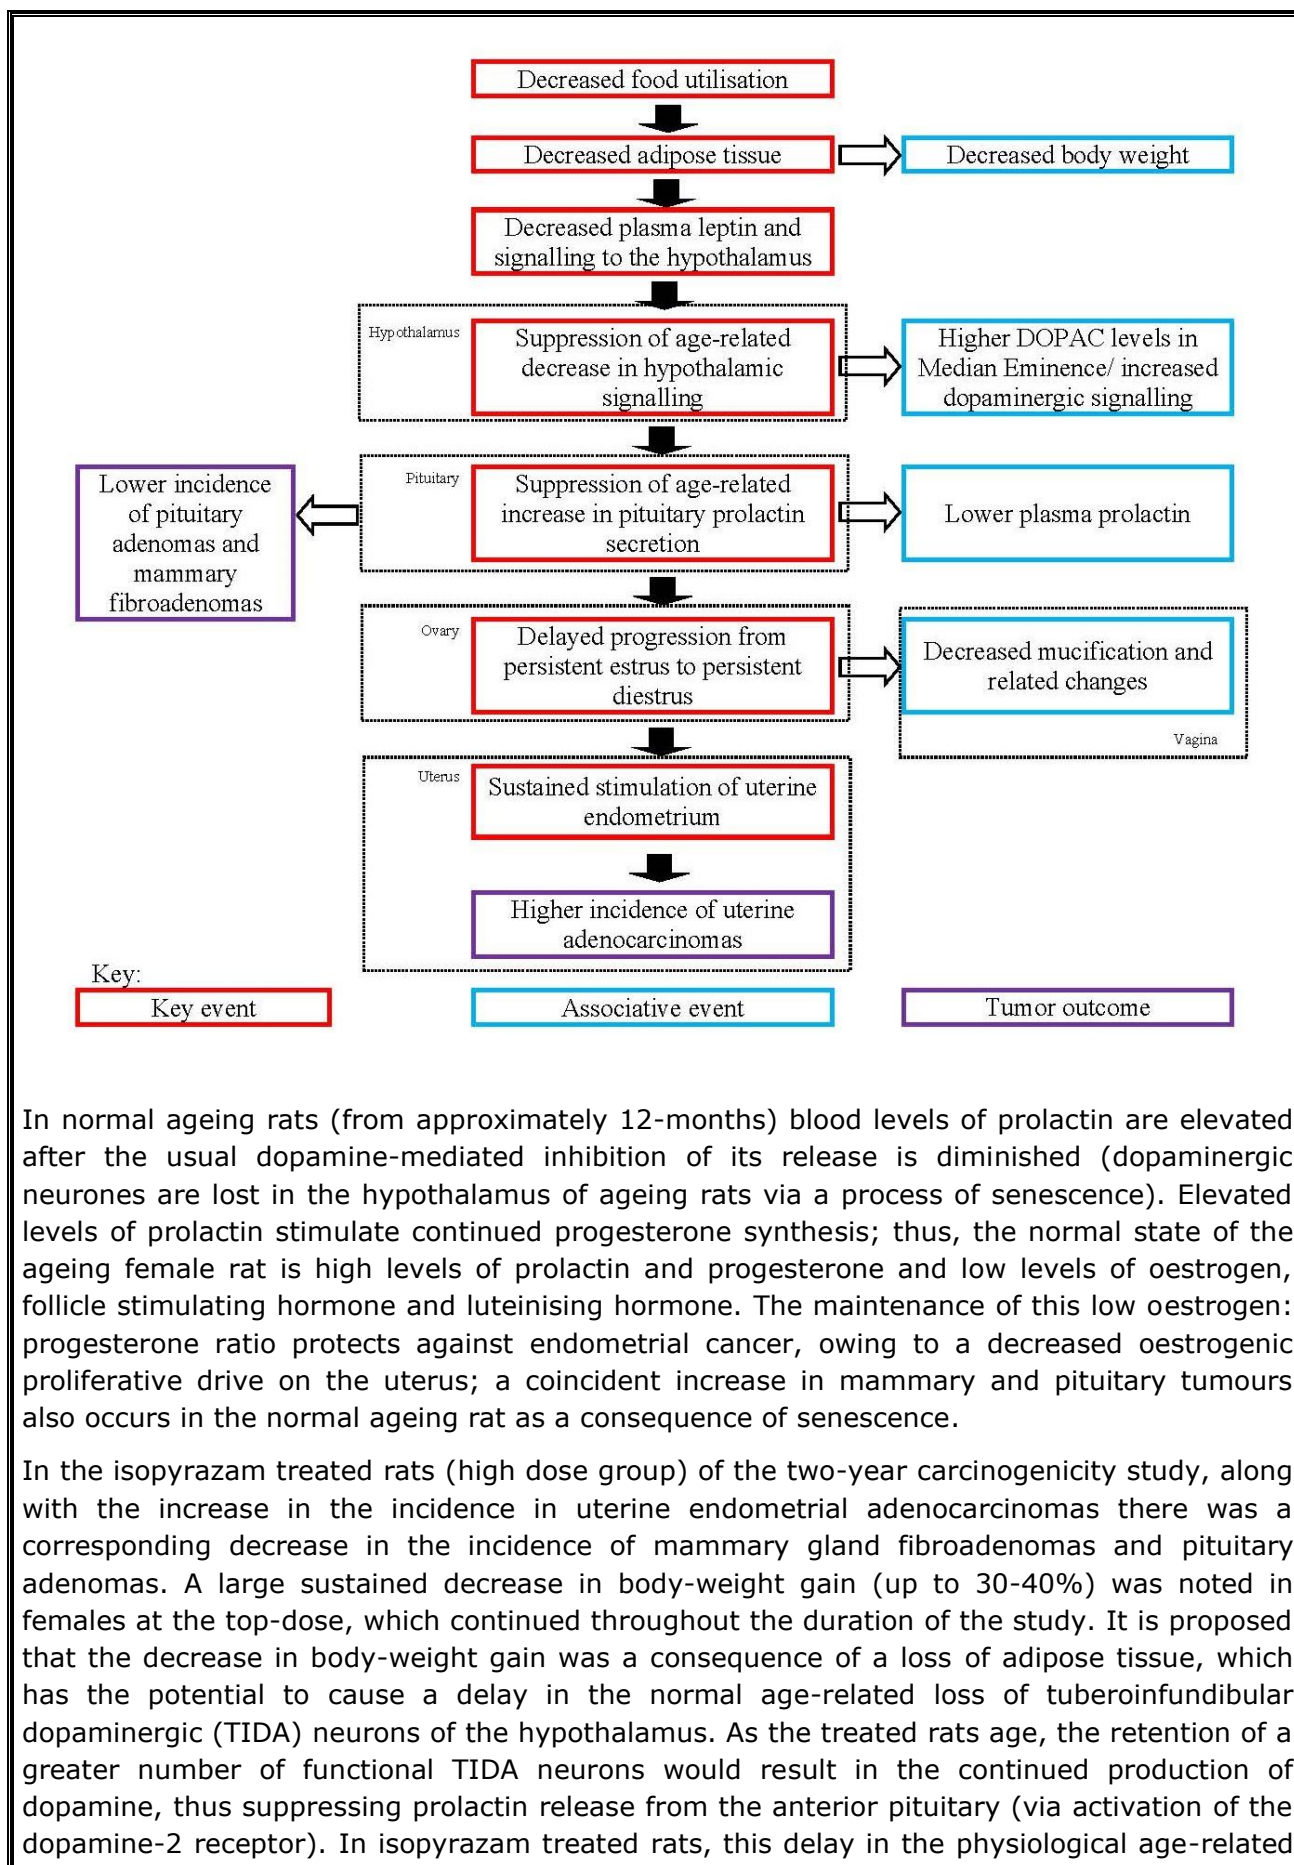 Decreased food utilisation
Decreased adipose tissue
Decreased body weight
Decreased plasma leptin and
signalling to the hypothalamus
Hypothalamus
Suppression of age-related
decrease in hypothalamic
signalling
Higher DOPAC levels in
Median Eminence/ increased
dopaminergic signalling
Lower incidence
of pituitary
adenomas and
mammary
fibroadenomas
Pituitary
Suppression of age-related
increase in pituitary prolactin
secretion
Lower plasma prolactin
Ovary
Delayed progression from
persistent estrus to persistent
diestrus
Decreased mucification and
related changes
Vagina
Uterus
Sustained stimulation of uterine
endometrium
Higher incidence of uterine
adenocarcinomas
Key:
Key event
Associative event
Tumor outcome
In normal ageing rats (from approximately 12-months) blood levels of prolactin are elevated
after the usual dopamine-mediated inhibition of its release is diminished (dopaminergic
neurones are lost in the hypothalamus of ageing rats via a process of senescence). Elevated
levels of prolactin stimulate continued progesterone synthesis; thus, the normal state of the
ageing female rat is high levels of prolactin and progesterone and low levels of oestrogen,
follicle stimulating hormone and luteinising hormone. The maintenance of this low oestrogen:
progesterone ratio protects against endometrial cancer, owing to a decreased oestrogenic
proliferative drive on the uterus; a coincident increase in mammary and pituitary tumours
also occurs in the normal ageing rat as a consequence of senescence.
In the isopyrazam treated rats (high dose group) of the two-year carcinogenicity study, along
with the increase in the incidence in uterine endometrial adenocarcinomas there was a
corresponding decrease in the incidence of mammary gland fibroadenomas and pituitary
adenomas. A large sustained decrease in body-weight gain (up to 30-40%) was noted in
females at the top-dose, which continued throughout the duration of the study. It is proposed
that the decrease in body-weight gain was a consequence of a loss of adipose tissue, which
has the potential to cause a delay in the normal age-related loss of tuberoinfundibular
dopaminergic (TIDA) neurons of the hypothalamus. As the treated rats age, the retention of a
greater number of functional TIDA neurons would result in the continued production of
dopamine, thus suppressing prolactin release from the anterior pituitary (via activation of the
dopamine-2 receptor). In isopyrazam treated rats, this delay in the physiological age-related